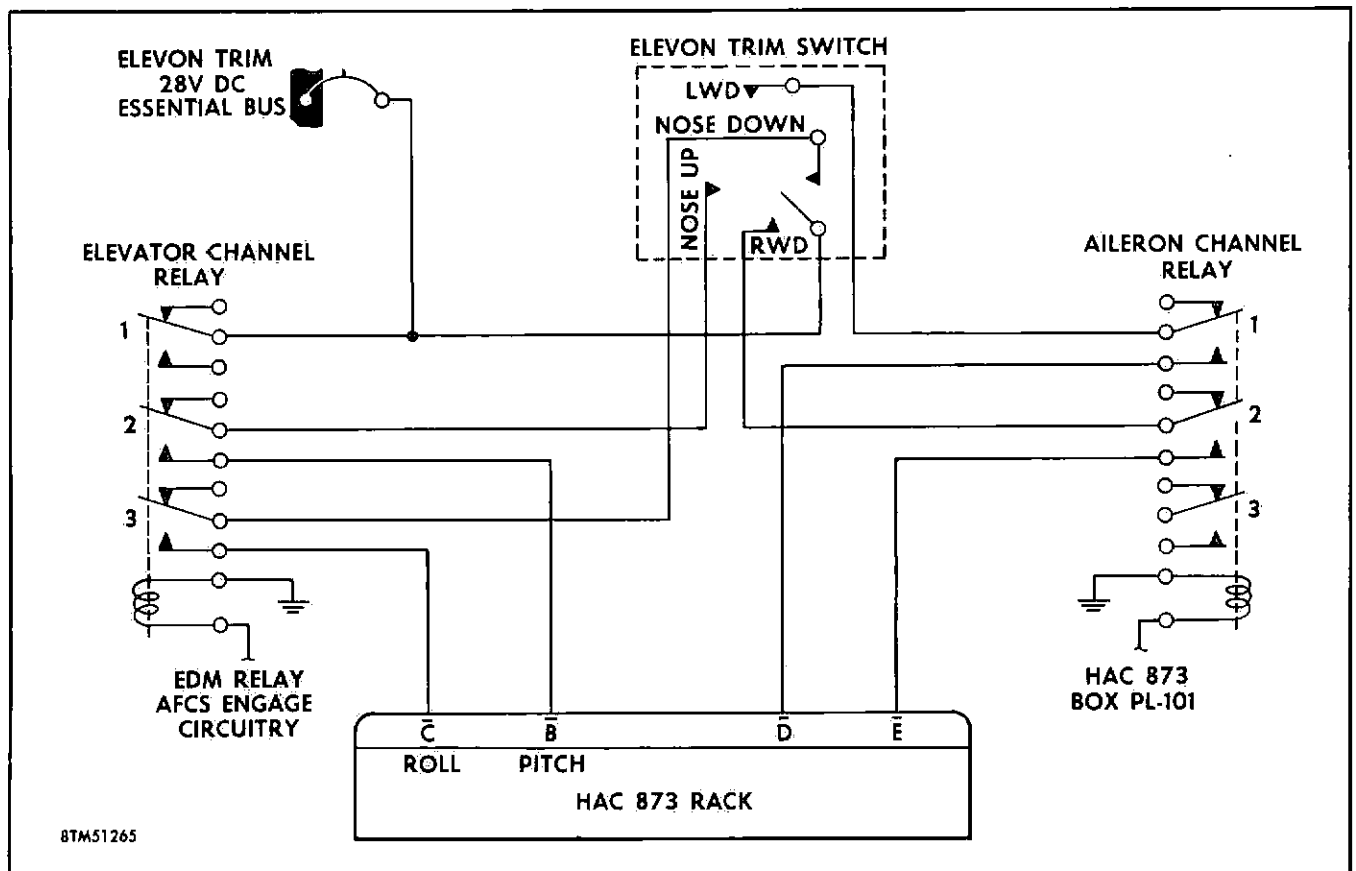 ELEVON TRIM
28V DC
ESSENTIAL BUS
ELEVON TRIM SWITCH
LWD
NOSE DOWN
NOSE UP
RWD
ELEVATOR CHANNEL
RELAY
1
2
3
AILERON CHANNEL
RELAY
1
2
3
EDM RELAY
AFCS ENGAGE
CIRCUITRY
HAC 873
BOX PL-101
C B D E
ROLL PITCH
HAC 873 RACK
8TM51265